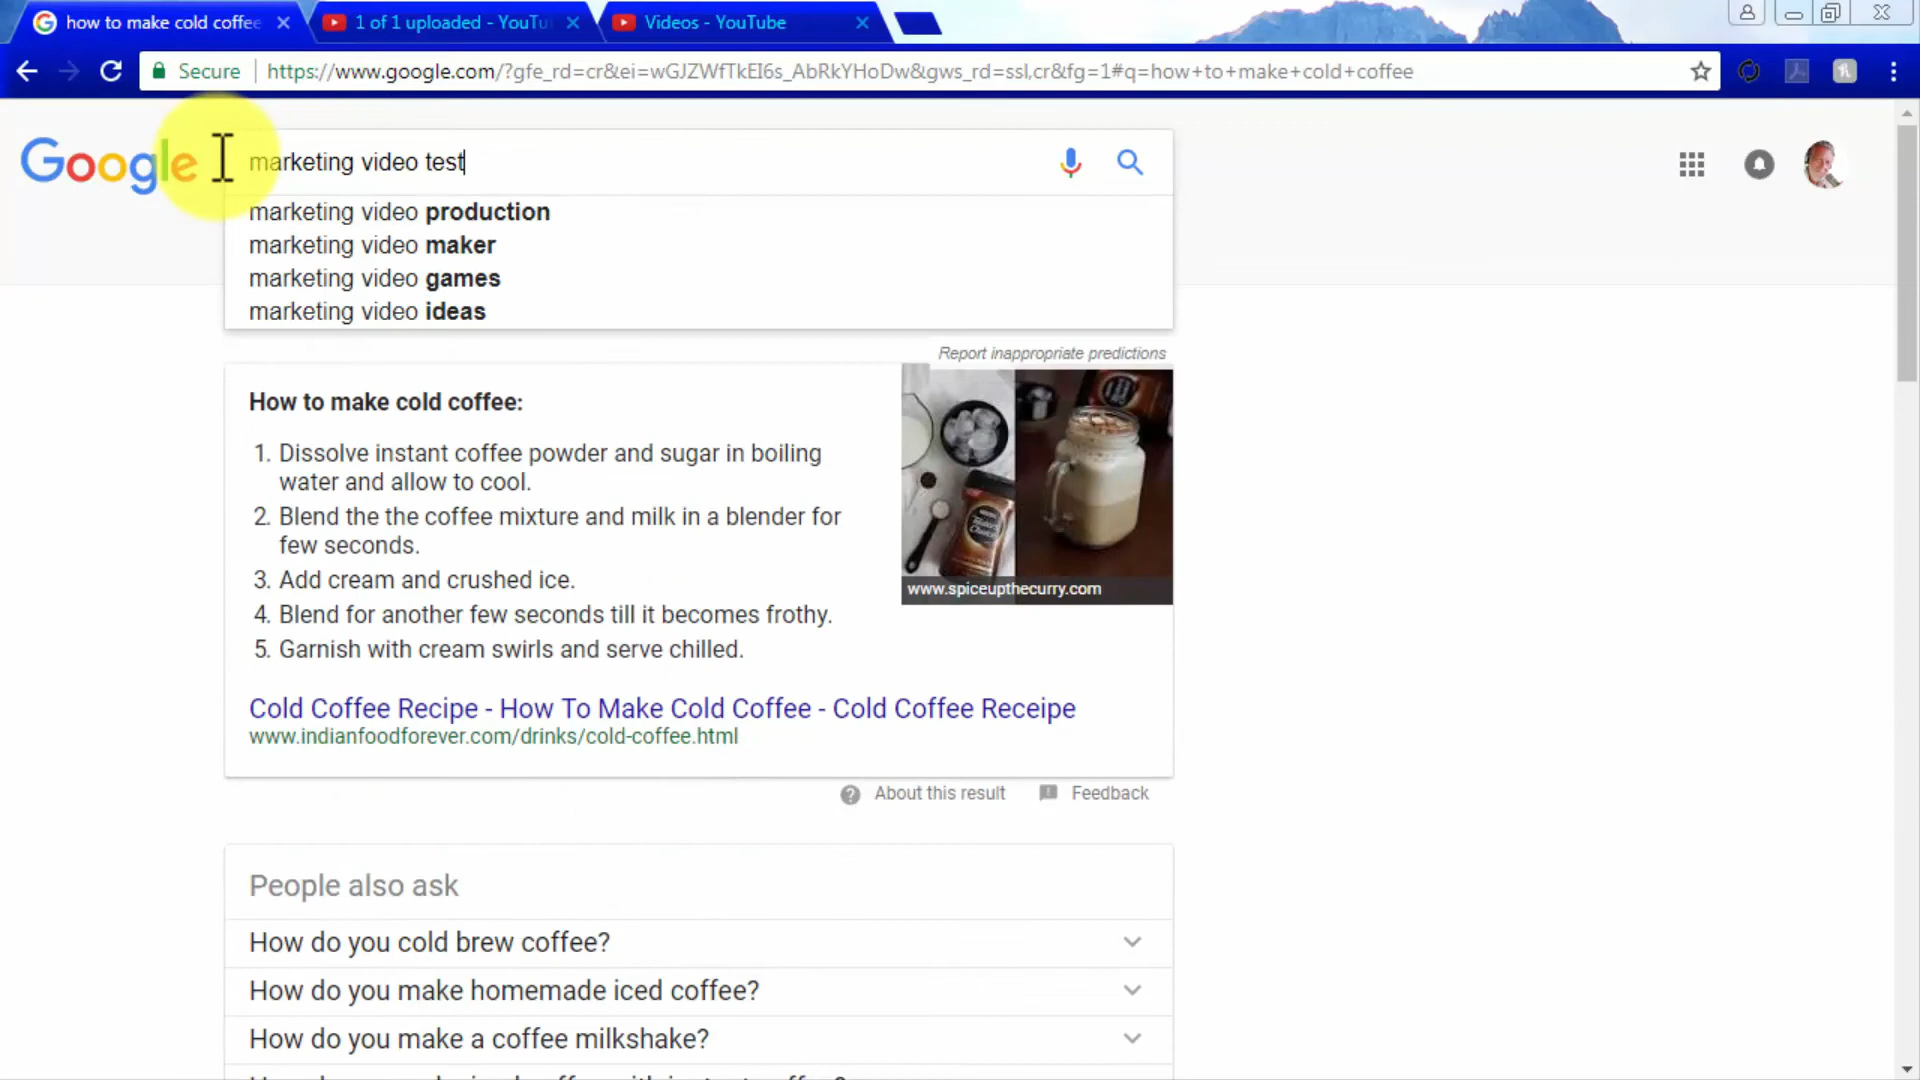 how to make cold coffee
1 of 1 uploaded - YouTu
Videos - YouTube
Secure
https://www.google.com/?gfe_rd=cr&ei=wGJZWfTkEI6s_AbRkYHoDw&gws_rd=ssl,cr&fg=1#q=how+to+make+cold+coffee
Google
marketing video test
marketing video production
marketing video maker
marketing video games
marketing video ideas
Report inappropriate predictions
How to make cold coffee:
1. Dissolve instant coffee powder and sugar in boiling
water and allow to cool.
2. Blend the the coffee mixture and milk in a blender for
few seconds.
3. Add cream and crushed ice.
4. Blend for another few seconds till it becomes frothy.
5. Garnish with cream swirls and serve chilled.
www.spiceupthecurry.com
Cold Coffee Recipe - How To Make Cold Coffee - Cold Coffee Receipe
www.indianfoodforever.com/drinks/cold-coffee.html
About this result
Feedback
People also ask
How do you cold brew coffee?
How do you make homemade iced coffee?
How do you make a coffee milkshake?